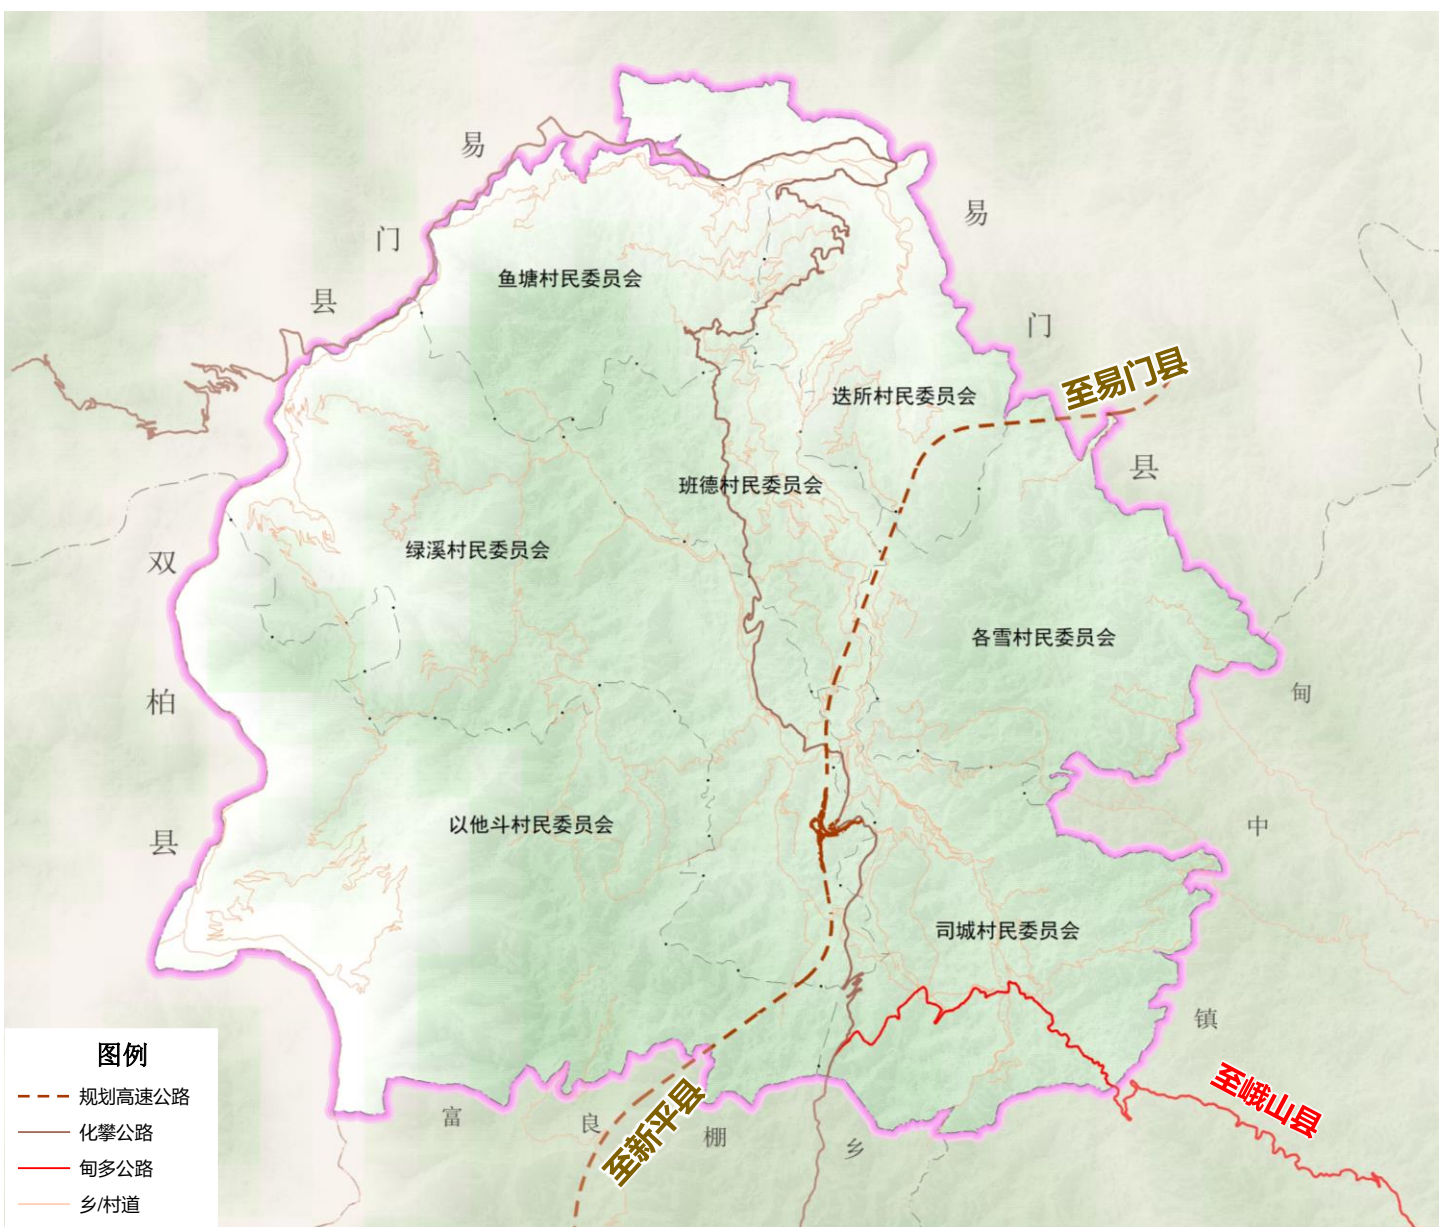 易
门
县
易
门
县
鱼塘村民委员会
至易门县
迭所村民委员会
班德村民委员会
绿溪村民委员会
双
柏
县
各雪村民委员会
甸
中
镇
以他斗村民委员会
司城村民委员会
至峨山县
至新平县
富
良
棚
乡
图例
规划高速公路
化攀公路
甸多公路
乡/村道